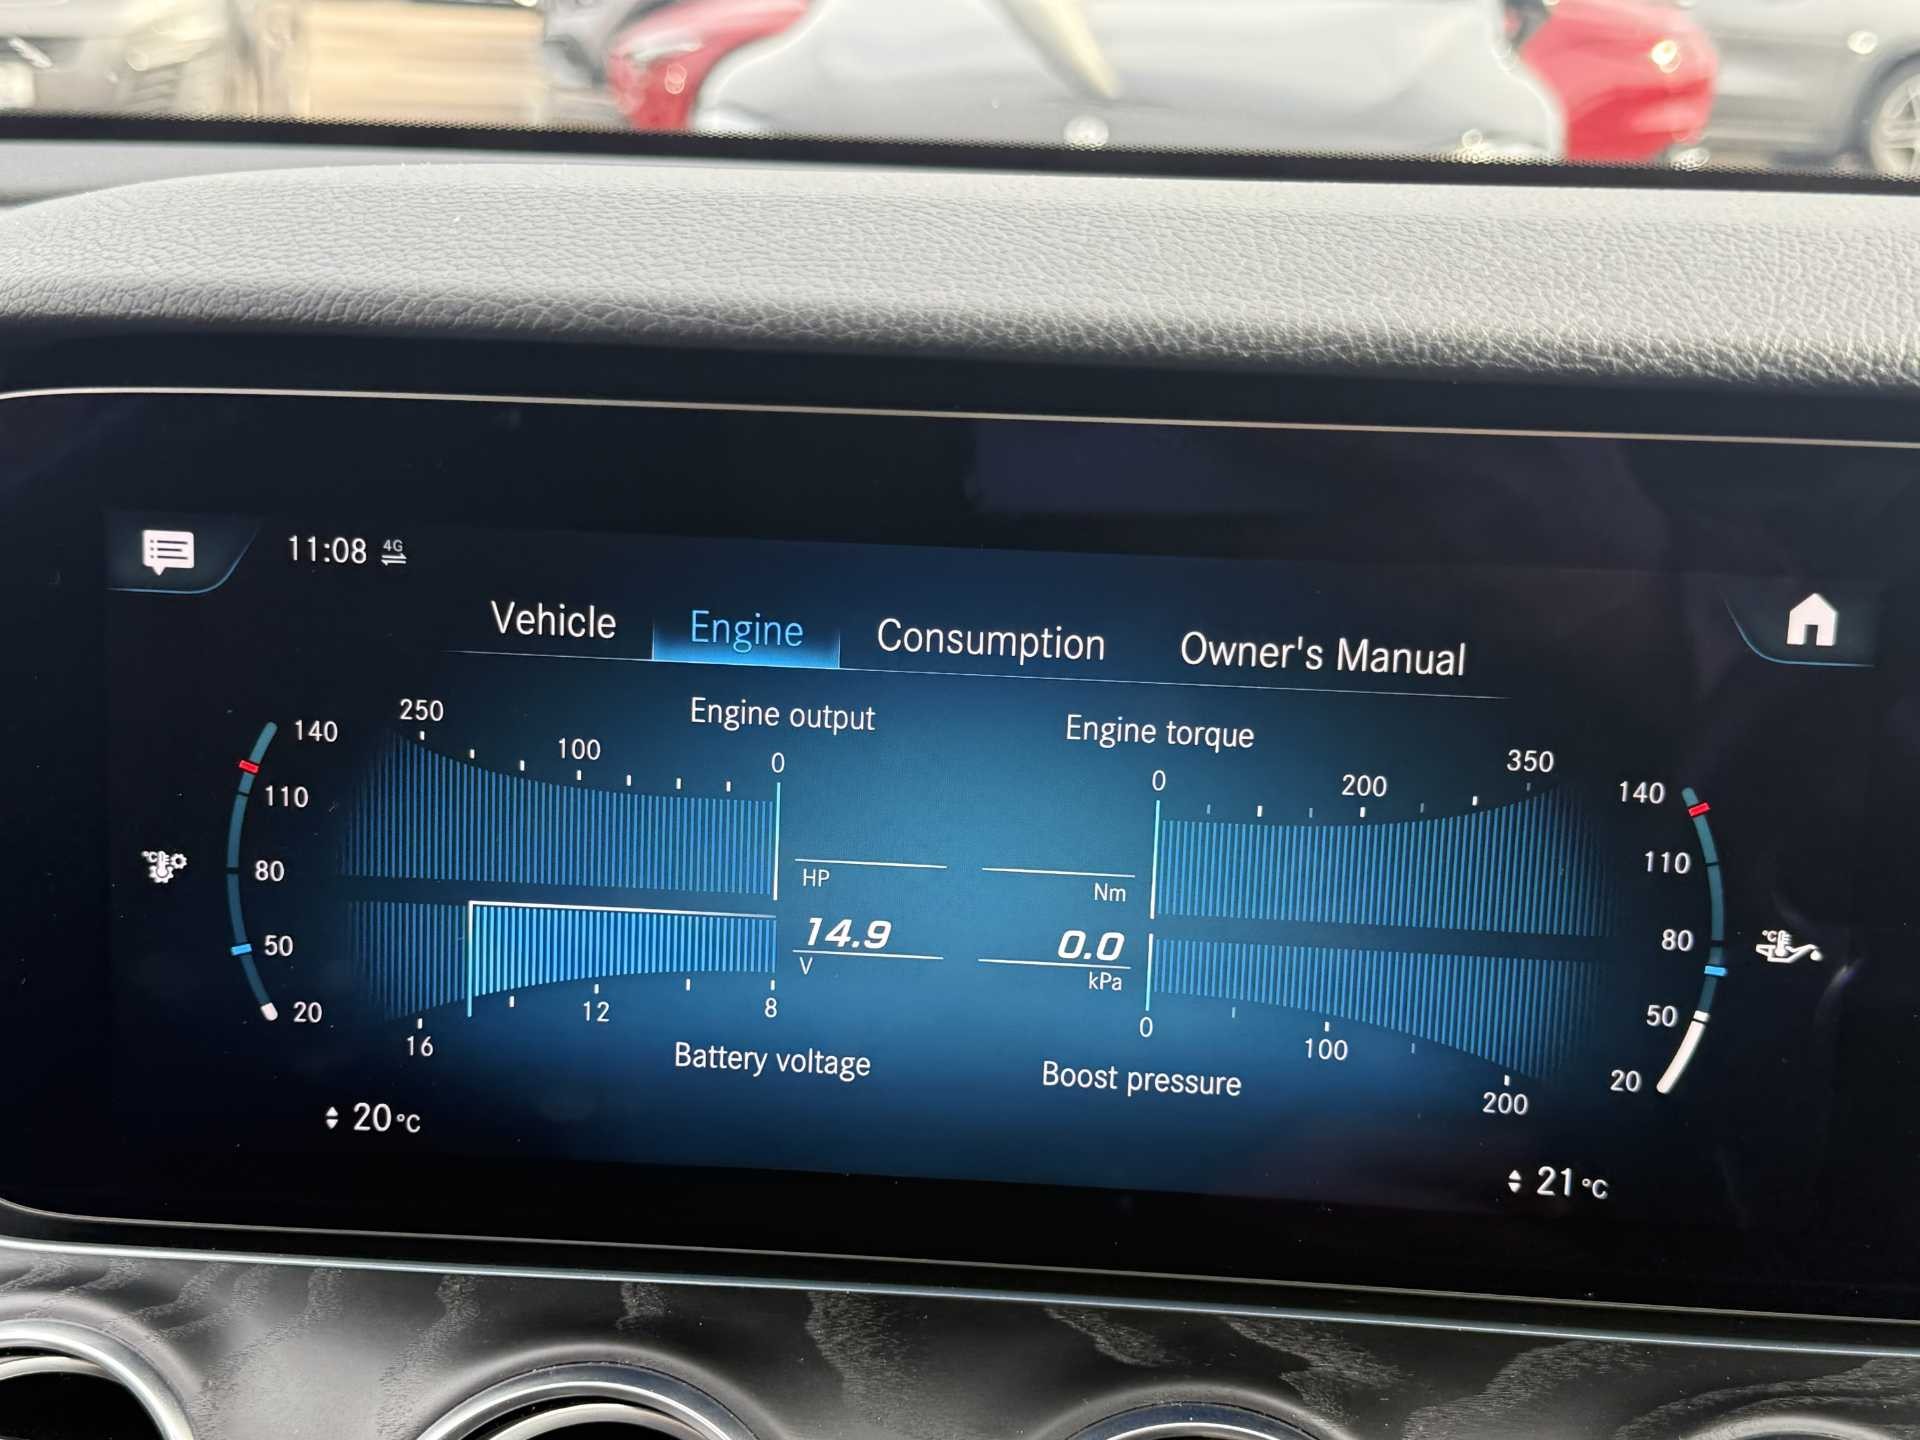 11:08 4G
Vehicle Engine Consumption Owner's Manual
Engine output Engine torque
250 100 0 0 200 350
140 110 80 50 20
°C
HP Nm
14.9 0.0
V kPa
16 12 8 0 100 200
Battery voltage Boost pressure
140 110 80 50 20
°C
20 °C 21 °C